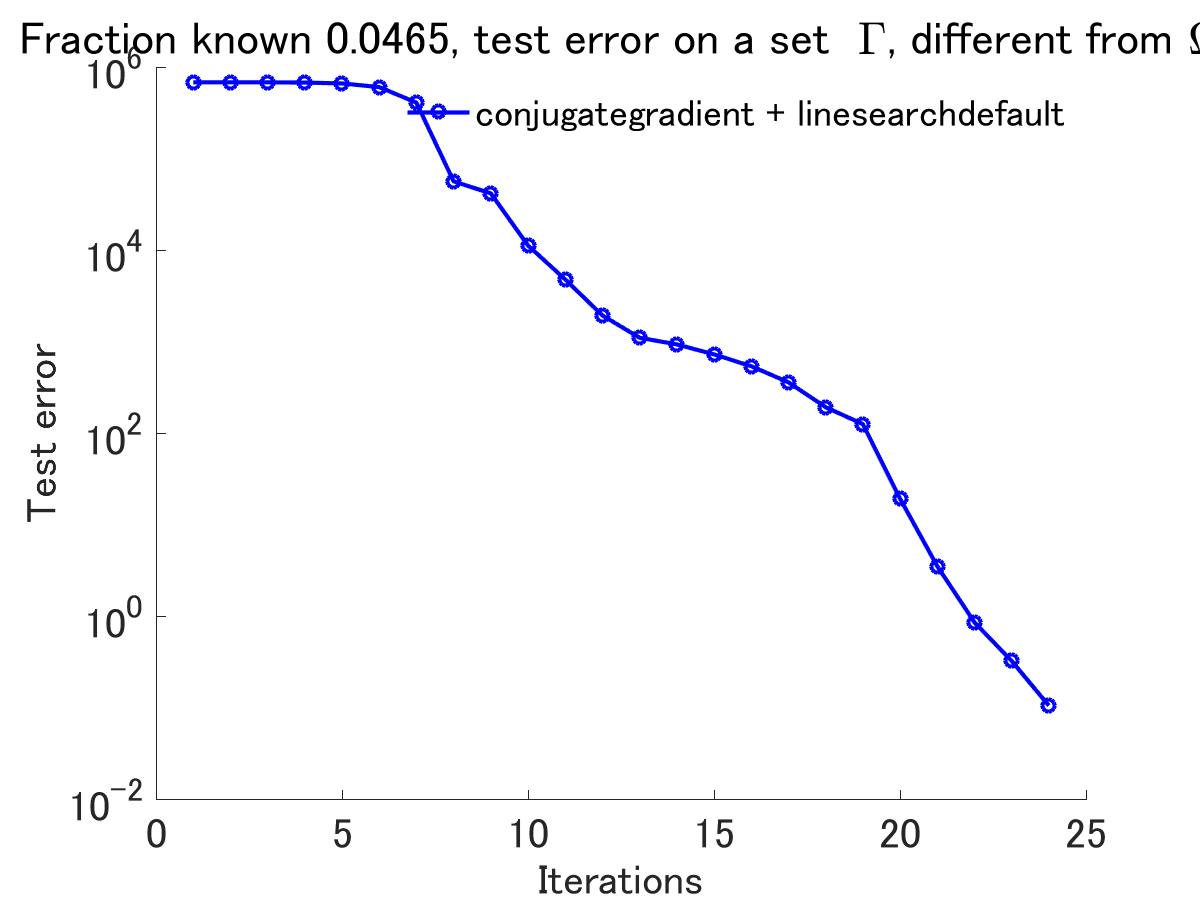 Fraction known 0.0465, test error on a set Γ, different from
10^6
conjugategradient + linesearchdefault
10^4
10^2
10^0
10^−2
Test error
0 5 10 15 20 25
Iterations